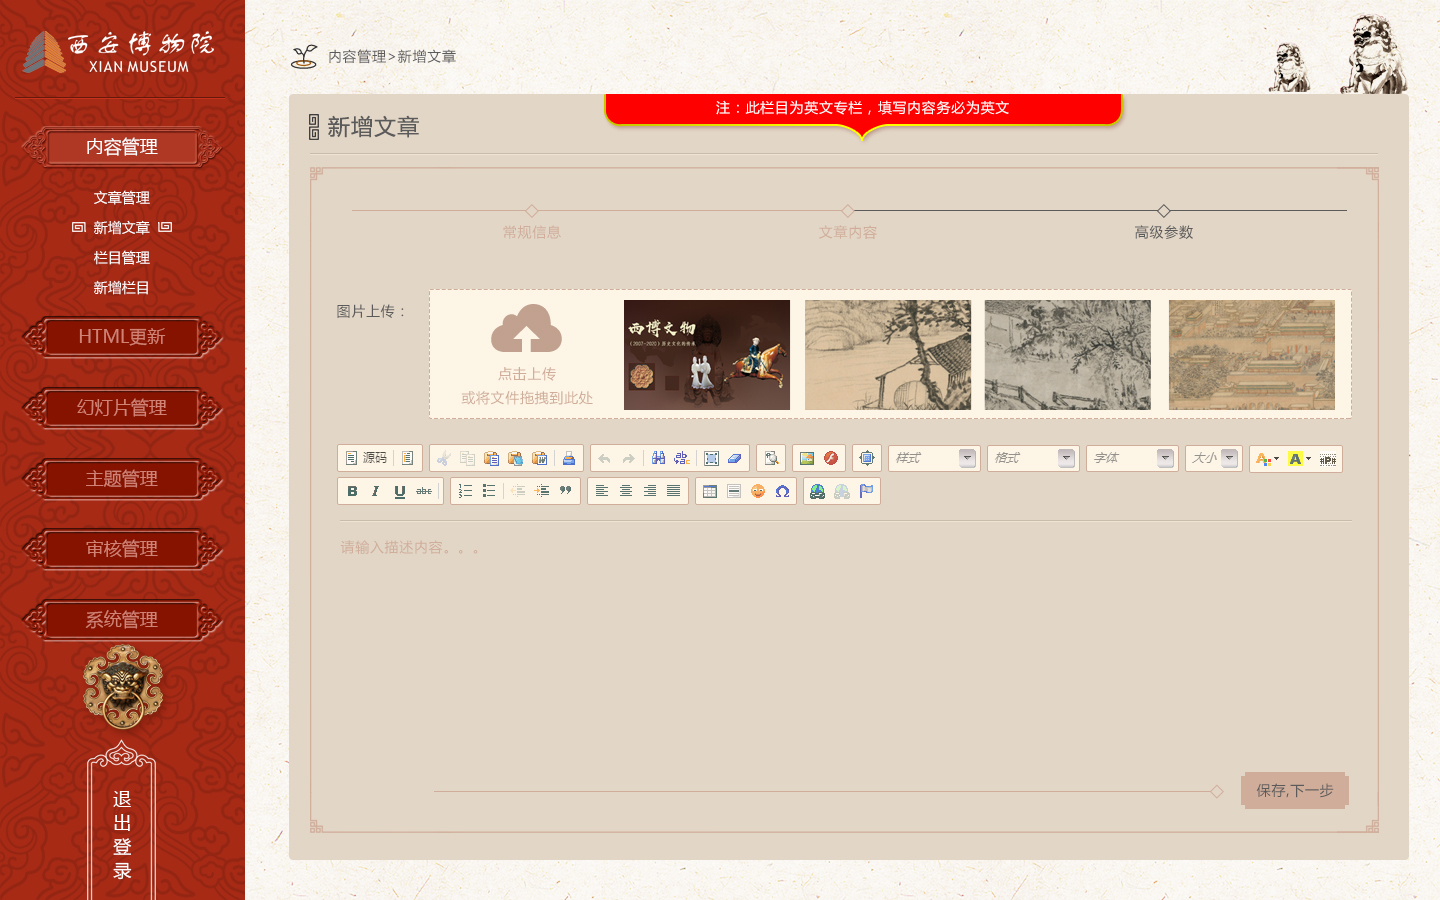 西安博物院
XIAN MUSEUM
内容管理
文章管理
新增文章
栏目管理
新增栏目
HTML更新
幻灯片管理
主题管理
审核管理
系统管理
退出登录
内容管理>新增文章
注：此栏目为英文专栏，填写内容务必为英文
新增文章
常规信息
文章内容
高级参数
图片上传：
点击上传
或将文件拖拽到此处
西博文物
源码
样式
格式
字体
大小
B I U abc
请输入描述内容。。。
保存,下一步